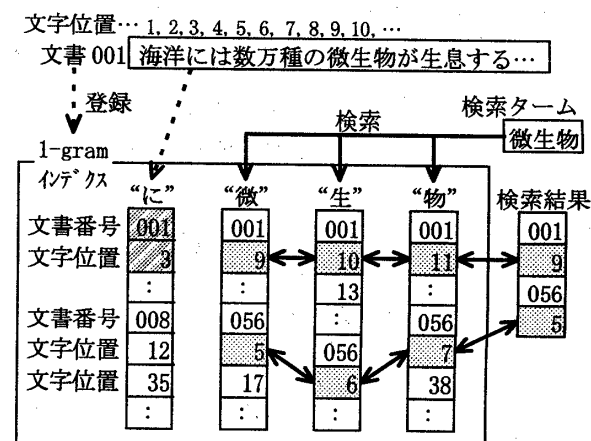 文字位置… 1, 2, 3, 4, 5, 6, 7, 8, 9, 10, …
文書 001 海洋には数万種の微生物が生息する…
登録
検索
検索ターム
微生物
1-gram
インデクス
“に” “微” “生” “物” 検索結果
文書番号 001 001 001 001 001
文字位置 3 9 10 11 9
: : 13 : 056
文書番号 008 056 : 056 5
文字位置 12 5 056 7
35 17 6 38
: : : :